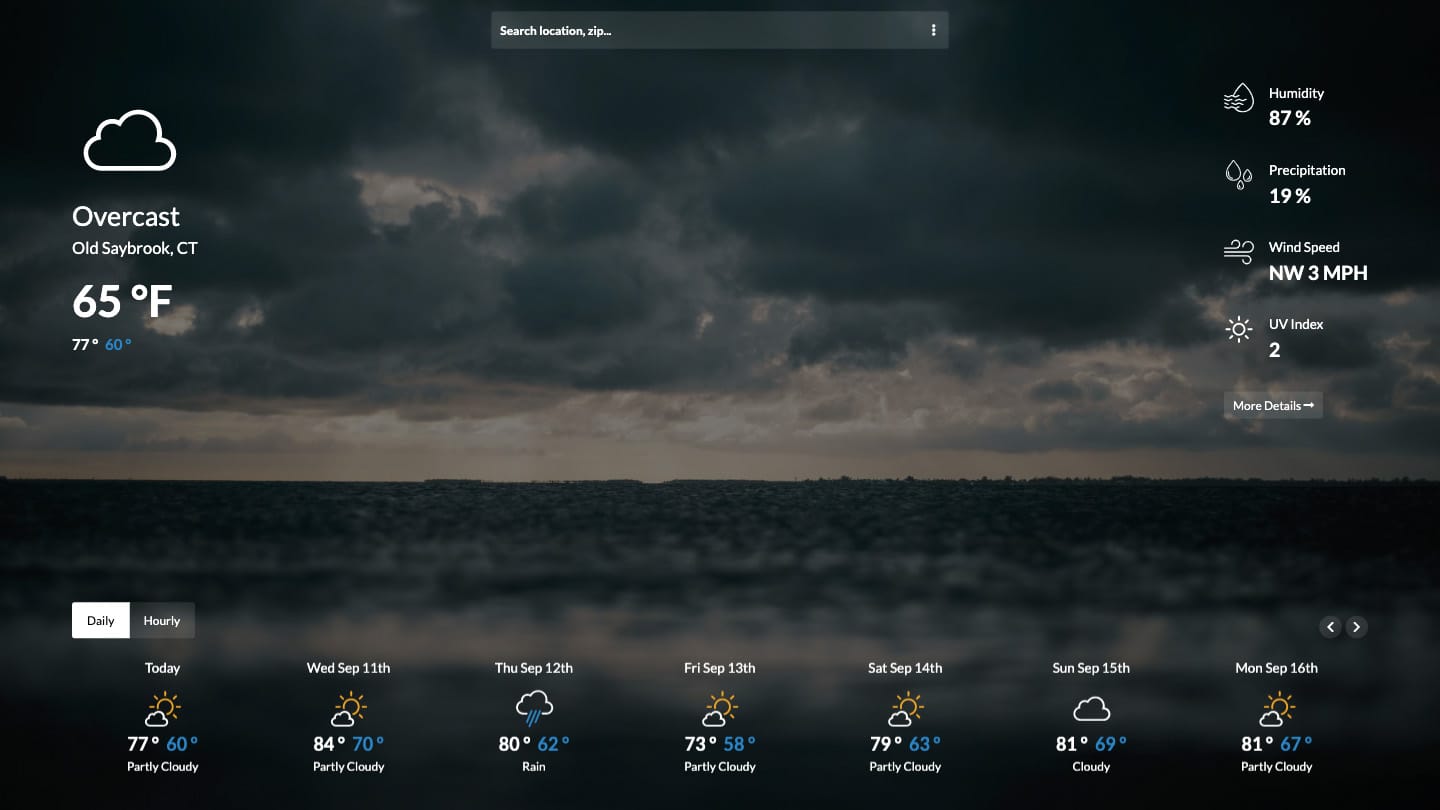 Search location, zip...
Overcast
Old Saybrook, CT
65 °F
77° 60°
Humidity
87 %
Precipitation
19 %
Wind Speed
NW 3 MPH
UV Index
2
More Details
Daily Hourly
Today
77° 60°
Partly Cloudy
Wed Sep 11th
84° 70°
Partly Cloudy
Thu Sep 12th
80° 62°
Rain
Fri Sep 13th
73° 58°
Partly Cloudy
Sat Sep 14th
79° 63°
Partly Cloudy
Sun Sep 15th
81° 69°
Cloudy
Mon Sep 16th
81° 67°
Partly Cloudy